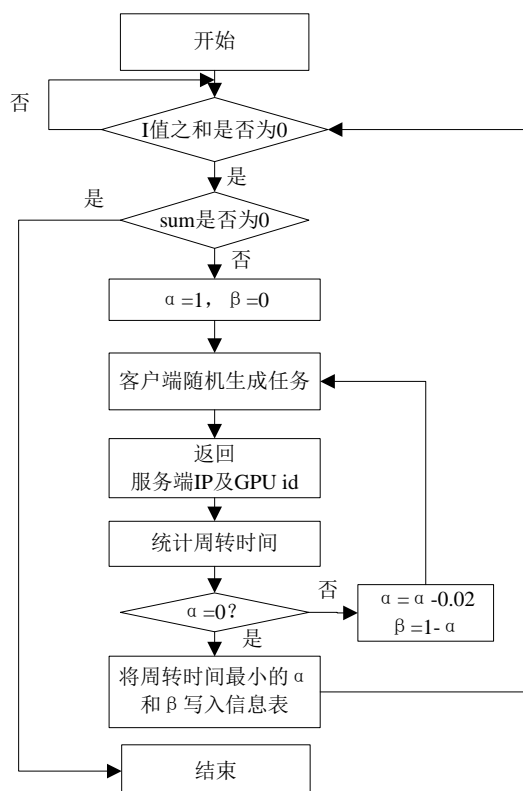 开始
否
I值之和是否为0
是
是
sum是否为0
否
α=1，β=0
客户端随机生成任务
返回
服务端IP及GPU id
统计周转时间
否
α=0?
α=α-0.02
β=1-α
是
将周转时间最小的α
和β写入信息表
结束